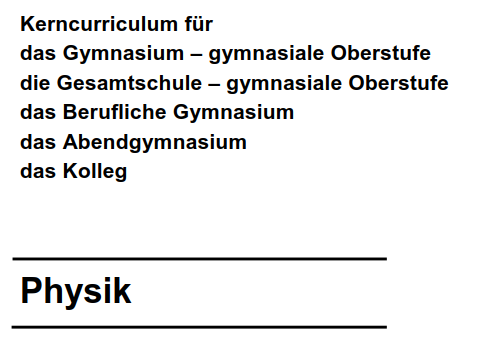 Kerncurriculum für
das Gymnasium – gymnasiale Oberstufe
die Gesamtschule – gymnasiale Oberstufe
das Berufliche Gymnasium
das Abendgymnasium
das Kolleg
Physik